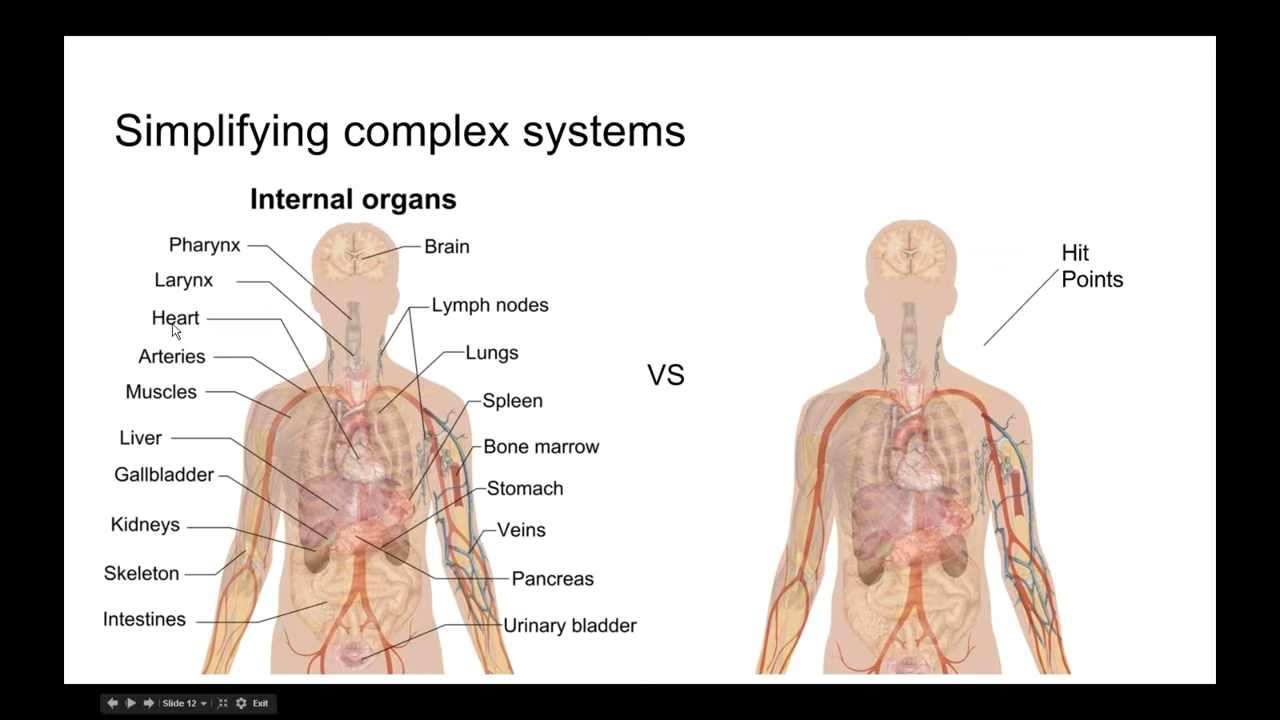 Simplifying complex systems
Internal organs
Pharynx
Larynx
Heart
Arteries
Muscles
Liver
Gallbladder
Kidneys
Skeleton
Intestines
Brain
Lymph nodes
Lungs
Spleen
Bone marrow
Stomach
Veins
Pancreas
Urinary bladder
VS
Hit
Points
Slide 12
Exit